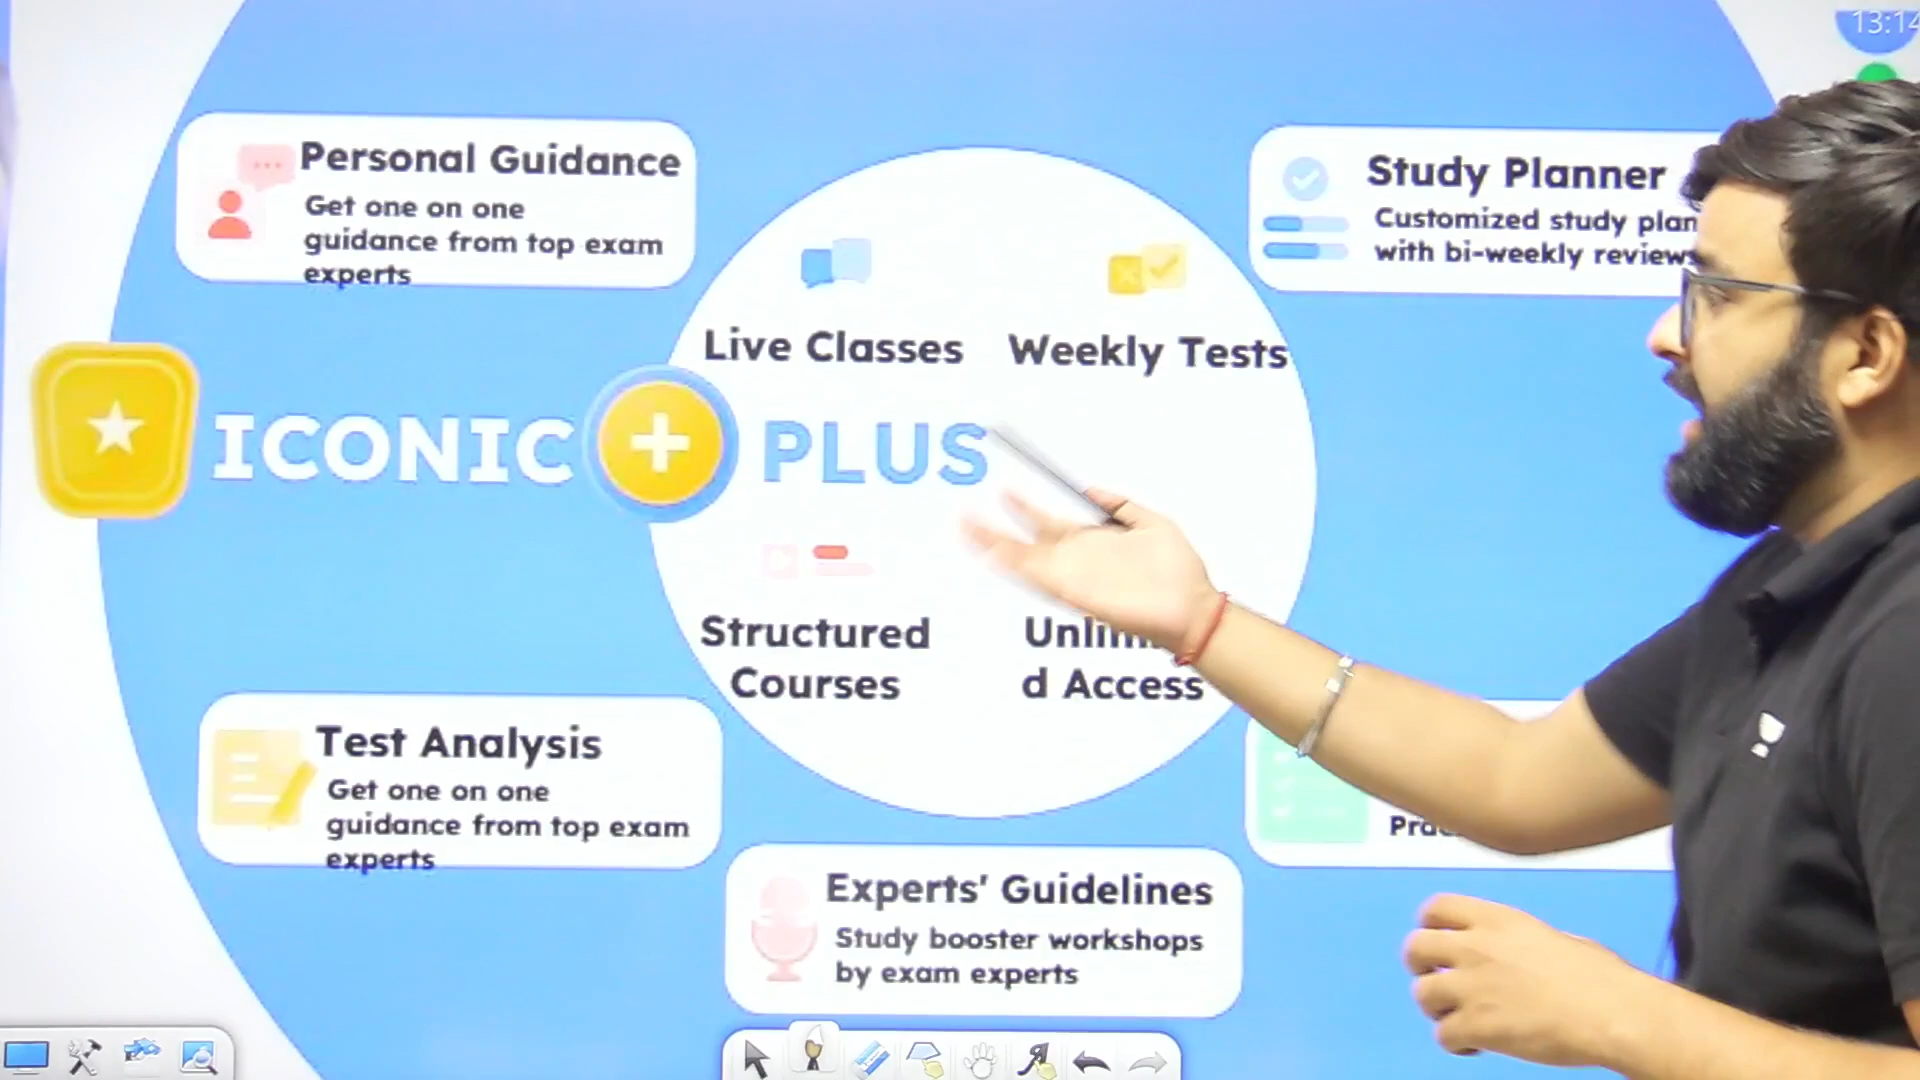 13:14
Personal Guidance
Get one on one
guidance from top exam
experts
Study Planner
Customized study plan
with bi-weekly reviews
Live Classes
Weekly Tests
ICONIC
PLUS
Structured
Courses
d Access
Test Analysis
Get one on one
guidance from top exam
experts
Experts' Guidelines
Study booster workshops
by exam experts